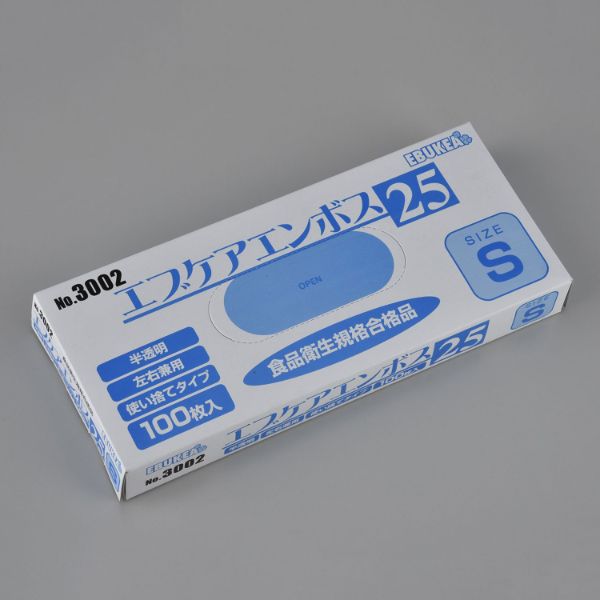 EBUKEA
No.3002
エブケアエンボス25
OPEN
SIZE
S
半透明
左右兼用
使い捨てタイプ
100枚入
食品衛生規格合格品
EBUKEA
No.3002
エブケアエンボス25
SIZE
S